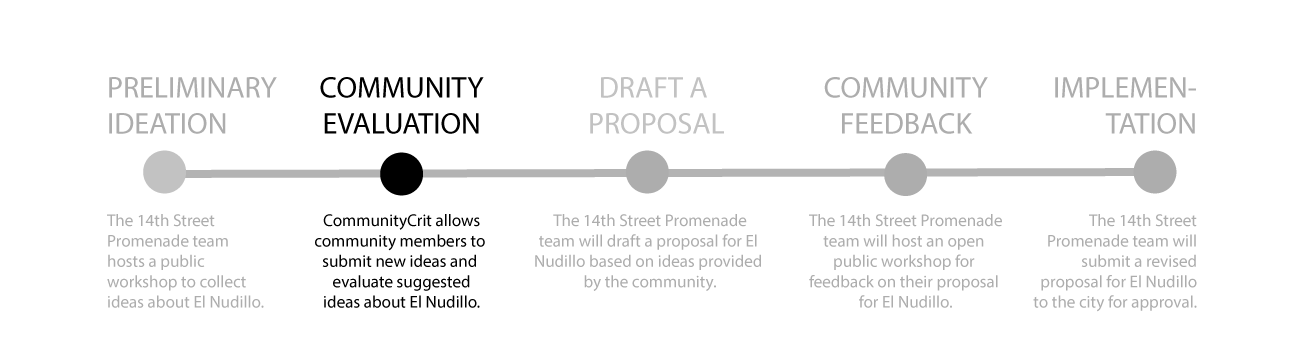 PRELIMINARY
IDEATION
COMMUNITY
EVALUATION
DRAFT A
PROPOSAL
COMMUNITY
FEEDBACK
IMPLEMEN-
TATION
The 14th Street
Promenade team
hosts a public
workshop to collect
ideas about El Nudillo.
CommunityCrit allows
community members to
submit new ideas and
evaluate suggested
ideas about El Nudillo.
The 14th Street Promenade
team will draft a proposal for El
Nudillo based on ideas provided
by the community.
The 14th Street Promenade
team will host an open
public workshop for
feedback on their proposal
for El Nudillo.
The 14th Street
Promenade team will
submit a revised
proposal for El Nudillo
to the city for approval.